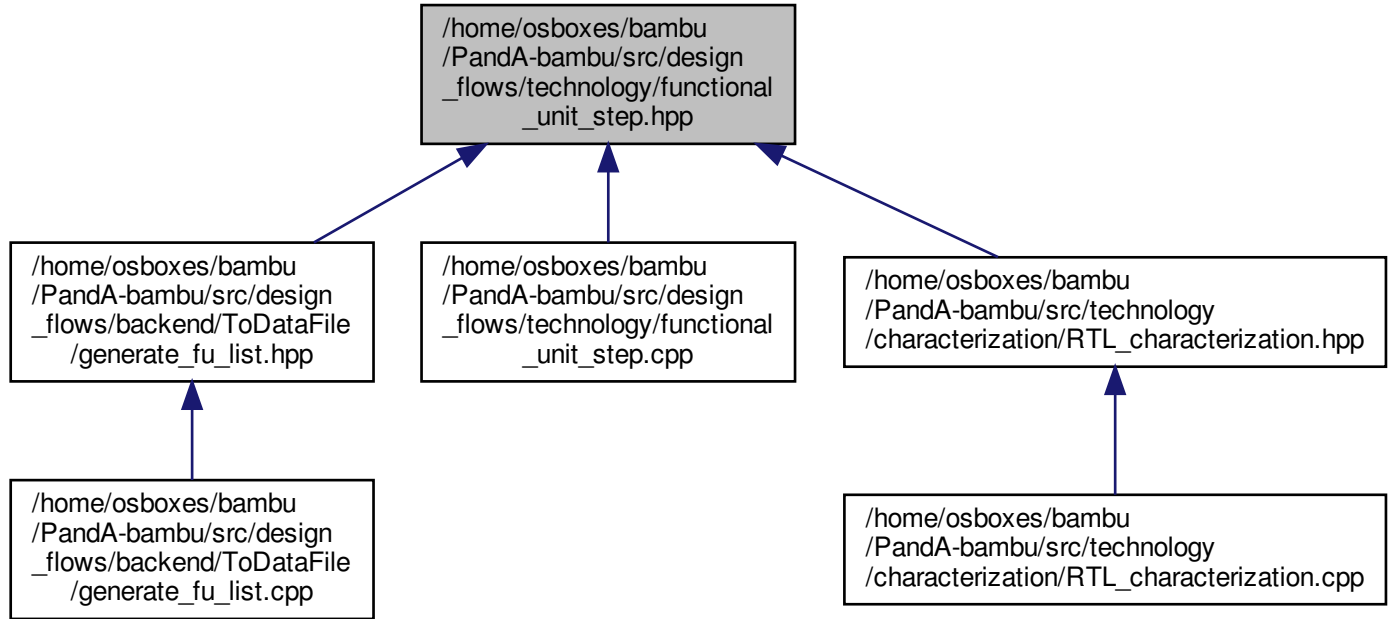 /home/osboxes/bambu
/PandA-bambu/src/design
_flows/technology/functional
_unit_step.hpp
/home/osboxes/bambu
/PandA-bambu/src/design
_flows/backend/ToDataFile
/generate_fu_list.hpp
/home/osboxes/bambu
/PandA-bambu/src/design
_flows/technology/functional
_unit_step.cpp
/home/osboxes/bambu
/PandA-bambu/src/technology
/characterization/RTL_characterization.hpp
/home/osboxes/bambu
/PandA-bambu/src/design
_flows/backend/ToDataFile
/generate_fu_list.cpp
/home/osboxes/bambu
/PandA-bambu/src/technology
/characterization/RTL_characterization.cpp